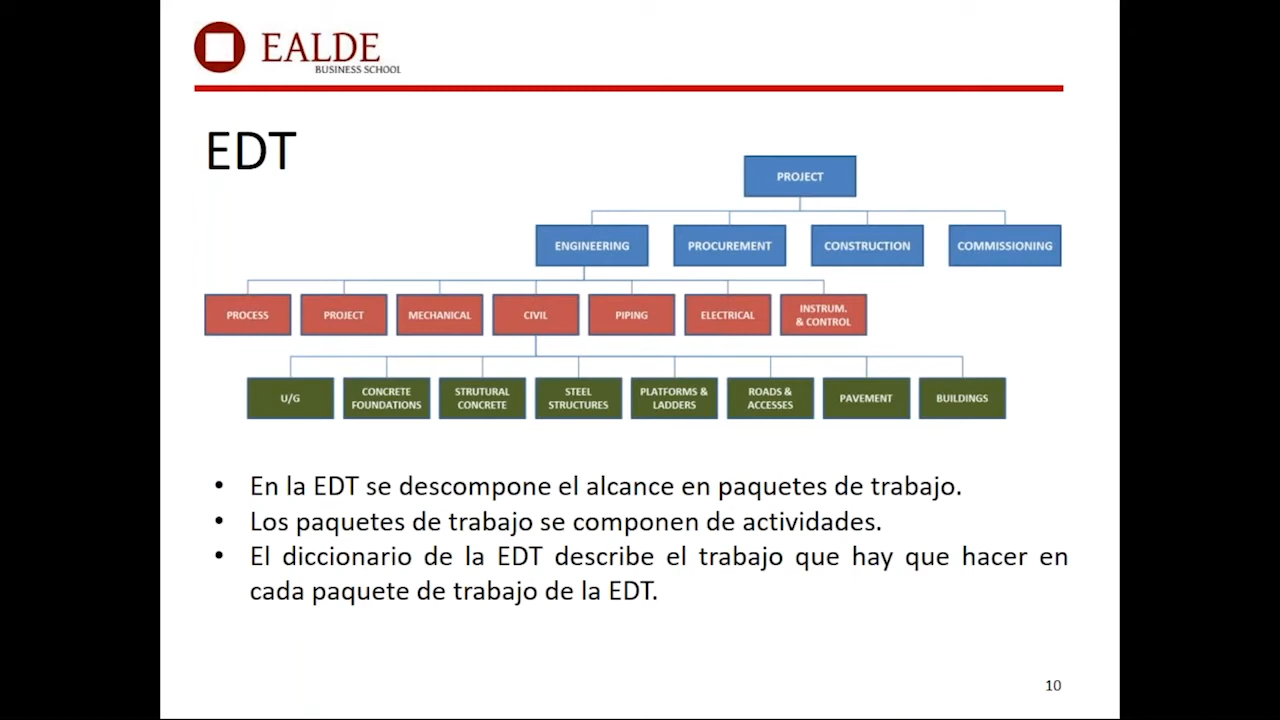 EALDE
BUSINESS SCHOOL
EDT
PROJECT
ENGINEERING
PROCUREMENT
CONSTRUCTION
COMMISSIONING
PROCESS
PROJECT
MECHANICAL
CIVIL
PIPING
ELECTRICAL
INSTRUM.
& CONTROL
U/G
CONCRETE
FOUNDATIONS
STRUTURAL
CONCRETE
STEEL
STRUCTURES
PLATFORMS &
LADDERS
ROADS &
ACCESSES
PAVEMENT
BUILDINGS
• En la EDT se descompone el alcance en paquetes de trabajo.
• Los paquetes de trabajo se componen de actividades.
• El diccionario de la EDT describe el trabajo que hay que hacer en
cada paquete de trabajo de la EDT.
10